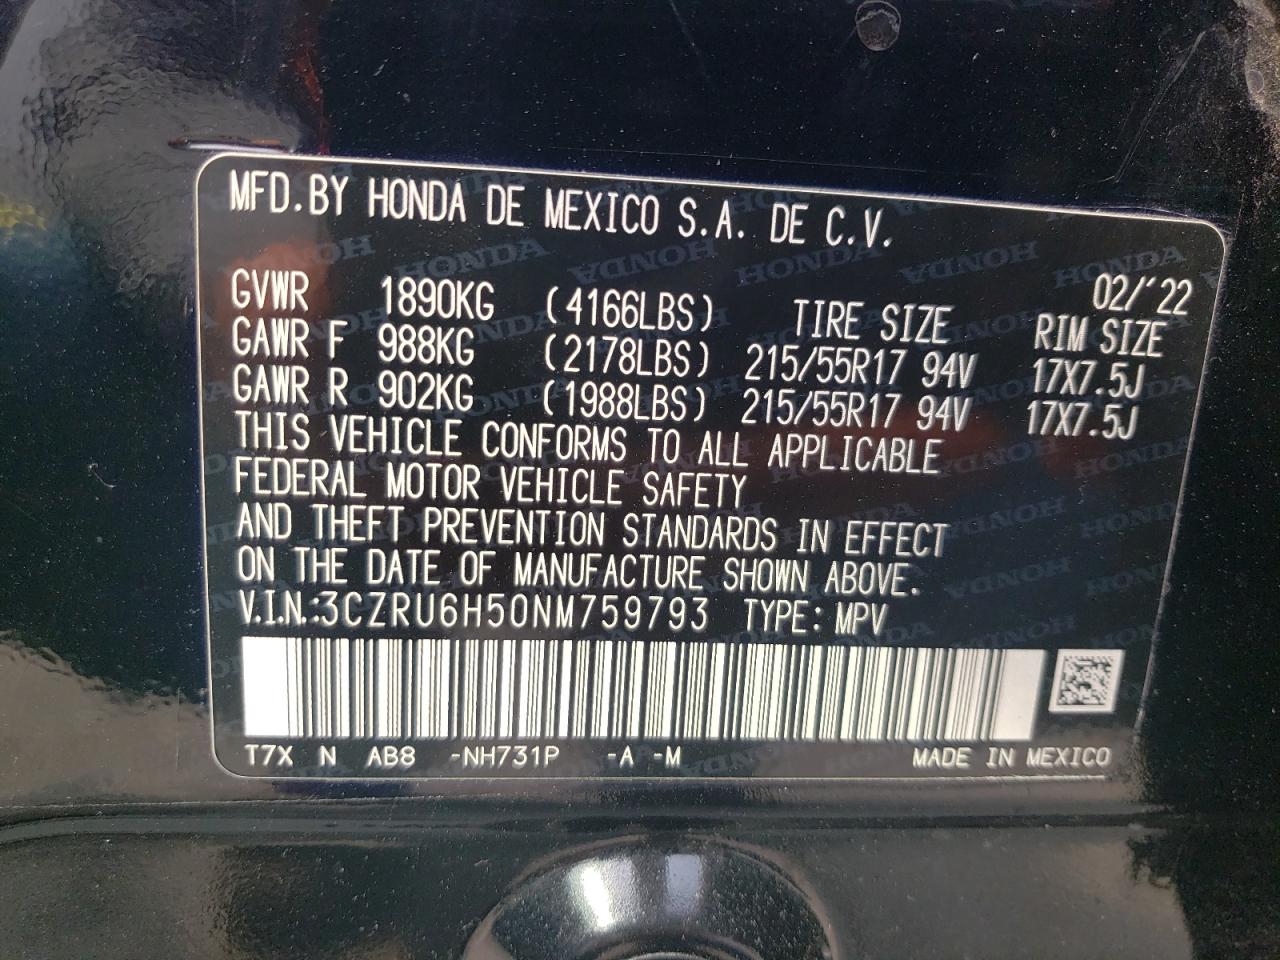 MFD.BY HONDA DE MEXICO S.A. DE C.V.
02/'22
GVWR 1890KG (4166LBS) TIRE SIZE RIM SIZE
GAWR F 988KG (2178LBS) 215/55R17 94V 17X7.5J
GAWR R 902KG (1988LBS) 215/55R17 94V 17X7.5J
THIS VEHICLE CONFORMS TO ALL APPLICABLE
FEDERAL MOTOR VEHICLE SAFETY
AND THEFT PREVENTION STANDARDS IN EFFECT
ON THE DATE OF MANUFACTURE SHOWN ABOVE.
V.I.N.:3CZRU6H50NM759793 TYPE: MPV
T7X N AB8 -NH731P -A -M MADE IN MEXICO